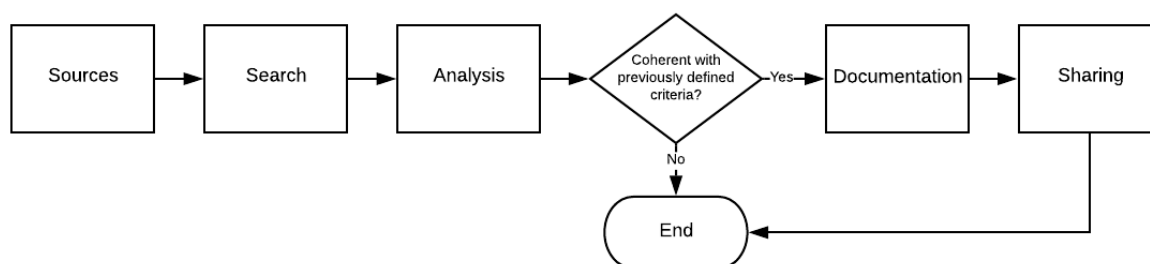 Sources
Search
Analysis
Coherent with
previously defined
criteria?
Yes
Documentation
Sharing
No
End